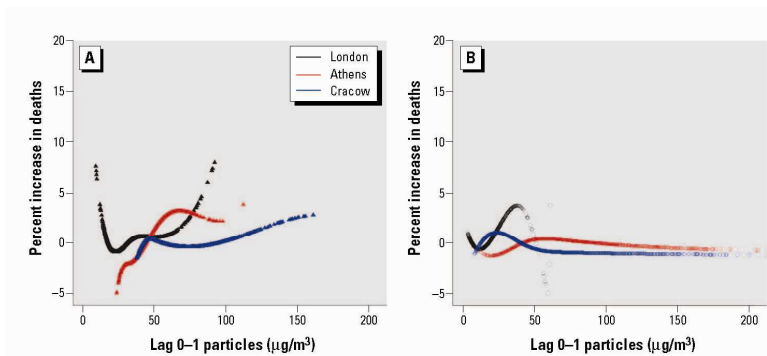 A
London
Athens
Cracow
Percent increase in deaths
20
15
10
5
0
–5
0
50
100
150
200
Lag 0–1 particles (μg/m³)
B
Percent increase in deaths
20
15
10
5
0
–5
0
50
100
150
200
Lag 0–1 particles (μg/m³)